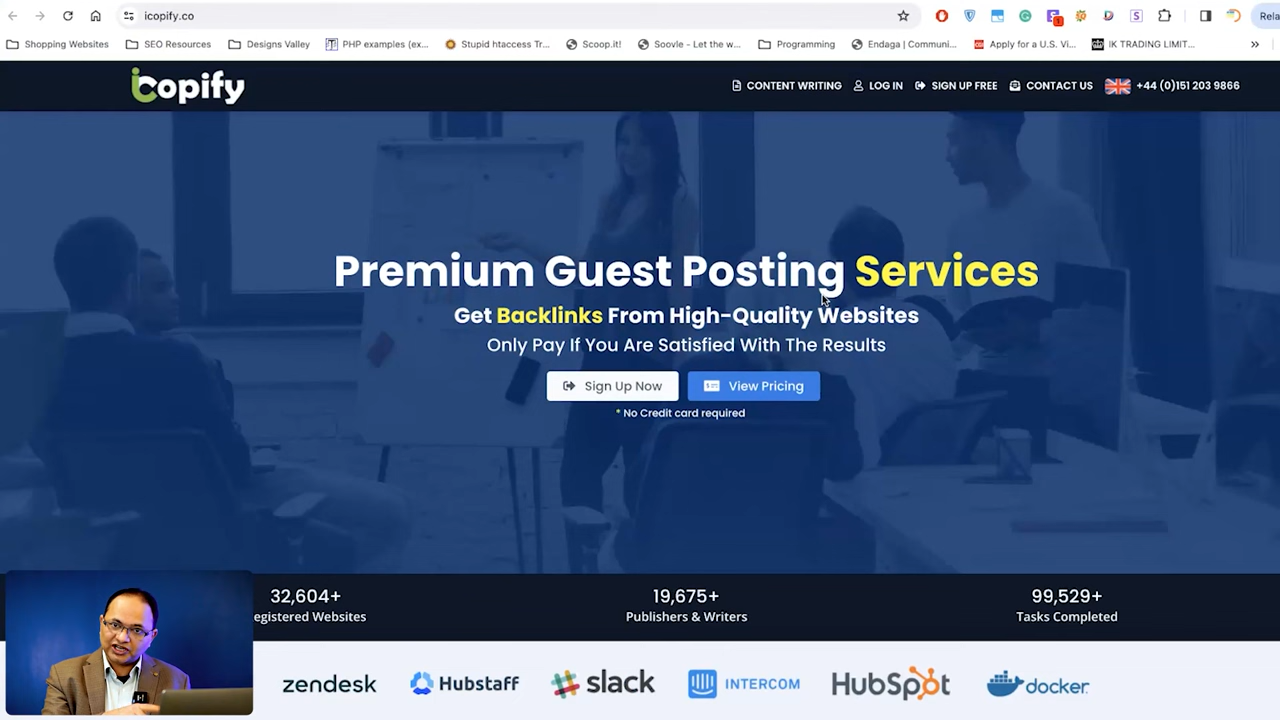 icopify.co
Rela
Shopping Websites
SEO Resources
Designs Valley
PHP examples (ex...
Stupid htaccess Tr...
Scoop.it!
Soovle - Let the w...
Programming
Endaga | Communi...
Apply for a U.S. Vi...
IK TRADING LIMIT...
»
icopify
CONTENT WRITING
LOG IN
SIGN UP FREE
CONTACT US
+44 (0)151 203 9866
Premium Guest Posting Services
Get Backlinks From High-Quality Websites
Only Pay If You Are Satisfied With The Results
Sign Up Now
View Pricing
* No Credit card required
32,604+
egistered Websites
19,675+
Publishers & Writers
99,529+
Tasks Completed
zendesk
Hubstaff
slack
INTERCOM
HubSpot
docker